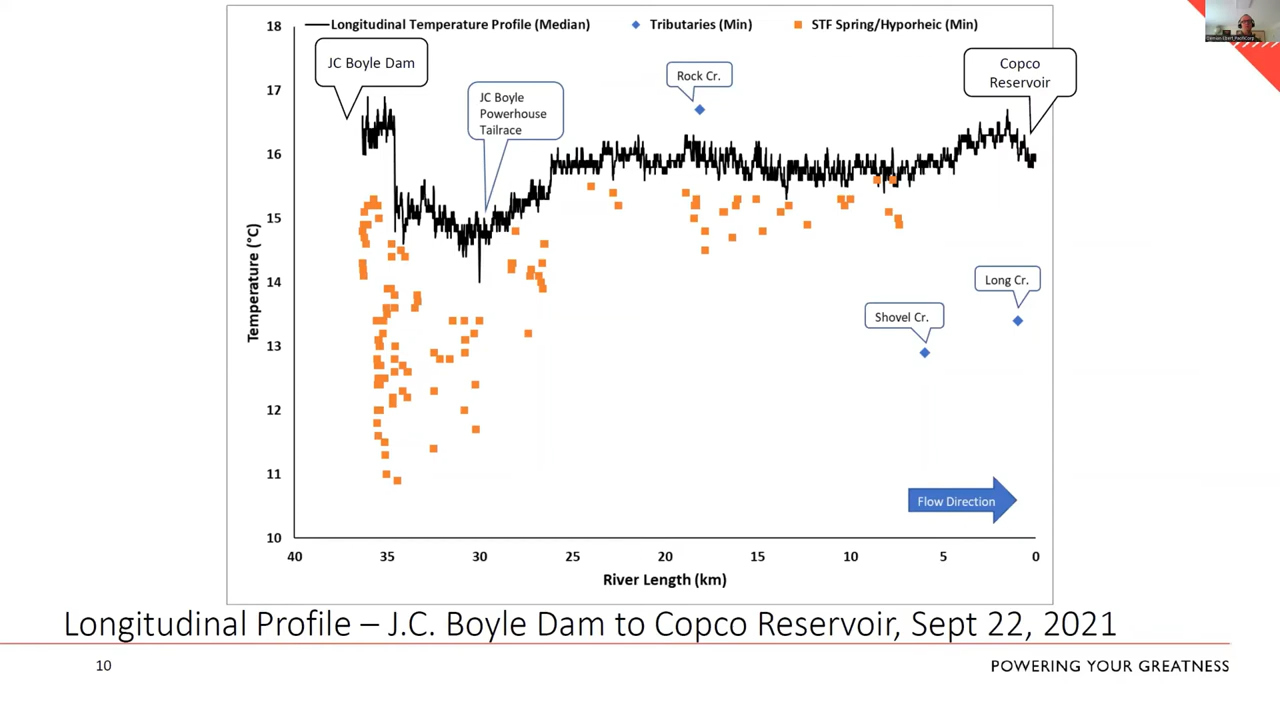 Longitudinal Temperature Profile (Median)
Tributaries (Min)
STF Spring/Hyporheic (Min)
JC Boyle Dam
JC Boyle
Powerhouse
Tailrace
Rock Cr.
Copco
Reservoir
Long Cr.
Shovel Cr.
Flow Direction
Temperature (°C)
18
17
16
15
14
13
12
11
10
40
35
30
25
20
15
10
5
0
River Length (km)
Longitudinal Profile – J.C. Boyle Dam to Copco Reservoir, Sept 22, 2021
10
POWERING YOUR GREATNESS